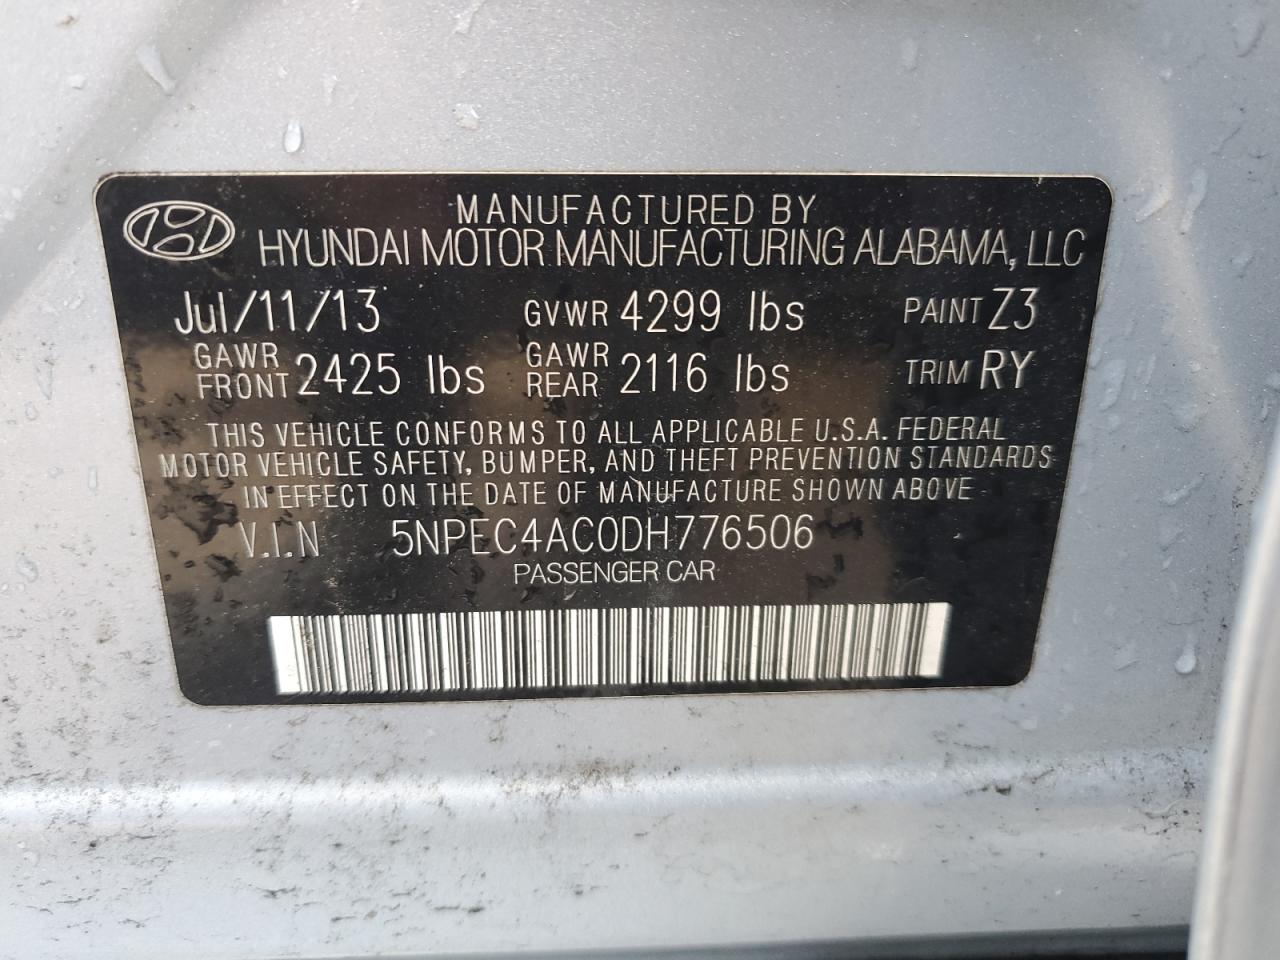 MANUFACTURED BY
HYUNDAI MOTOR MANUFACTURING ALABAMA, LLC
Jul/11/13 GVWR 4299 lbs PAINT Z3
GAWR FRONT 2425 lbs GAWR REAR 2116 lbs TRIM RY
THIS VEHICLE CONFORMS TO ALL APPLICABLE U.S.A. FEDERAL
MOTOR VEHICLE SAFETY, BUMPER, AND THEFT PREVENTION STANDARDS
IN EFFECT ON THE DATE OF MANUFACTURE SHOWN ABOVE
V.I.N 5NPEC4AC0DH776506
PASSENGER CAR